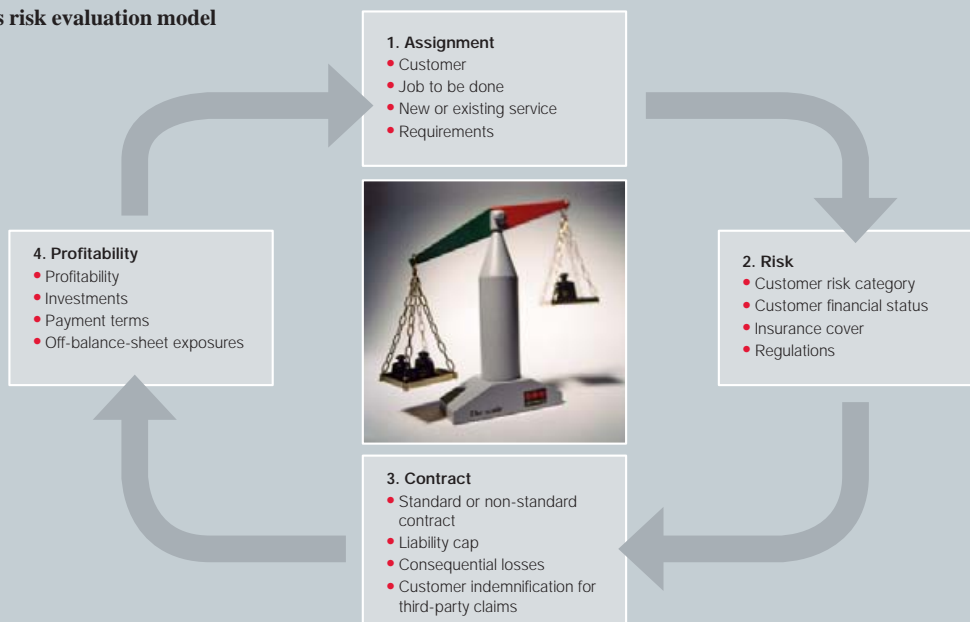 s risk evaluation model
1. Assignment
• Customer
• Job to be done
• New or existing service
• Requirements
4. Profitability
• Profitability
• Investments
• Payment terms
• Off-balance-sheet exposures
2. Risk
• Customer risk category
• Customer financial status
• Insurance cover
• Regulations
The scale
3. Contract
• Standard or non-standard
contract
• Liability cap
• Consequential losses
• Customer indemnification for
third-party claims